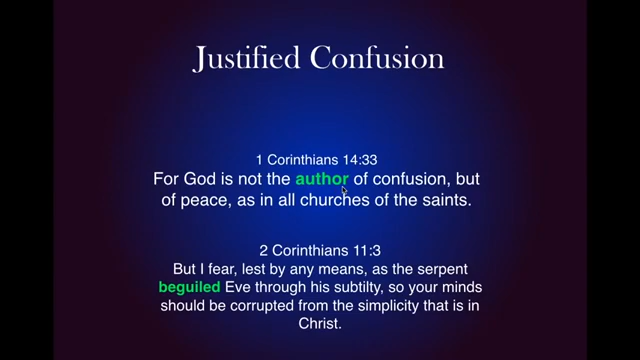 Justified Confusion
1 Corinthians 14:33
For God is not the author of confusion, but
of peace, as in all churches of the saints.
2 Corinthians 11:3
But I fear, lest by any means, as the serpent
beguiled Eve through his subtilty, so your minds
should be corrupted from the simplicity that is in
Christ.